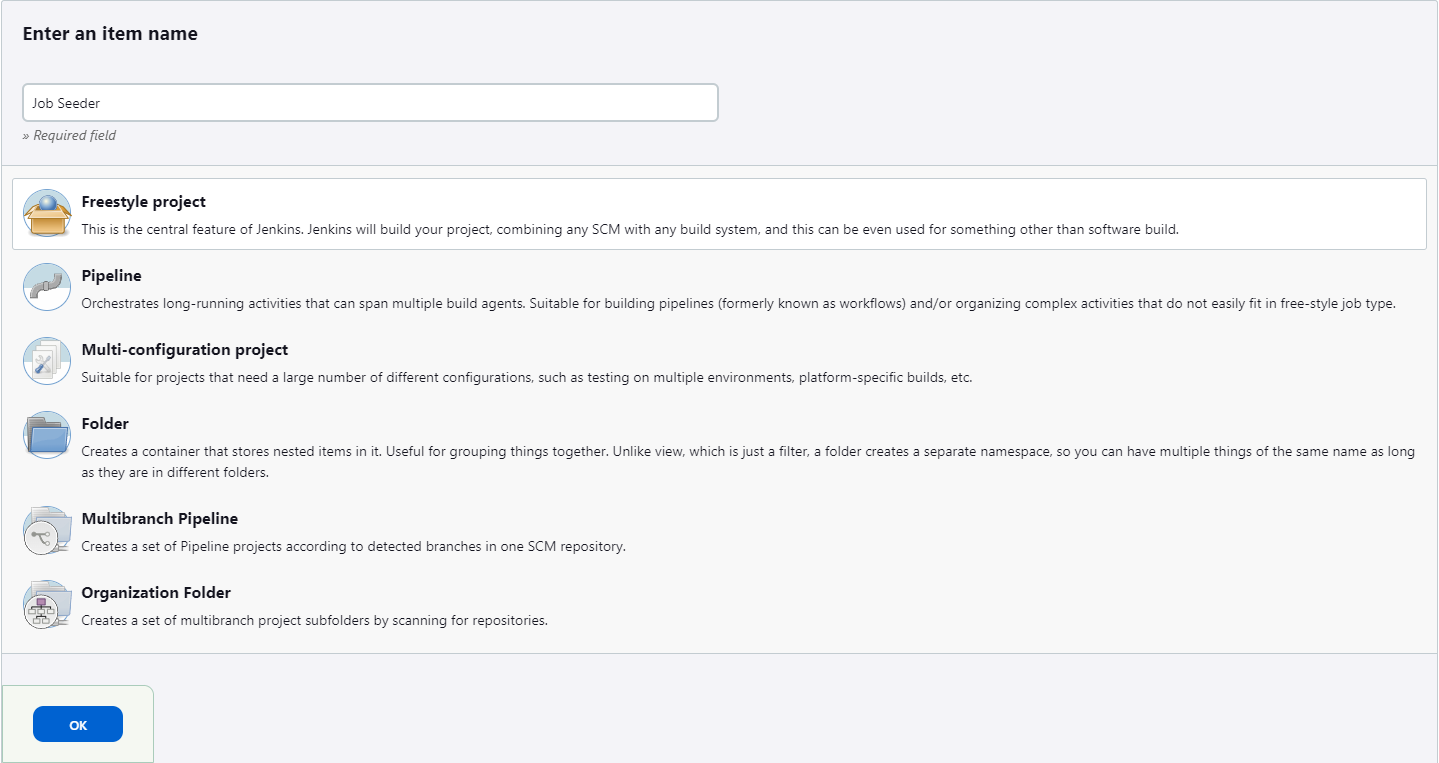 Enter an item name
Job Seeder
» Required field
Freestyle project
This is the central feature of Jenkins. Jenkins will build your project, combining any SCM with any build system, and this can be even used for something other than software build.
Pipeline
Orchestrates long-running activities that can span multiple build agents. Suitable for building pipelines (formerly known as workflows) and/or organizing complex activities that do not easily fit in free-style job type.
Multi-configuration project
Suitable for projects that need a large number of different configurations, such as testing on multiple environments, platform-specific builds, etc.
Folder
Creates a container that stores nested items in it. Useful for grouping things together. Unlike view, which is just a filter, a folder creates a separate namespace, so you can have multiple things of the same name as long
as they are in different folders.
Multibranch Pipeline
Creates a set of Pipeline projects according to detected branches in one SCM repository.
Organization Folder
Creates a set of multibranch project subfolders by scanning for repositories.
OK